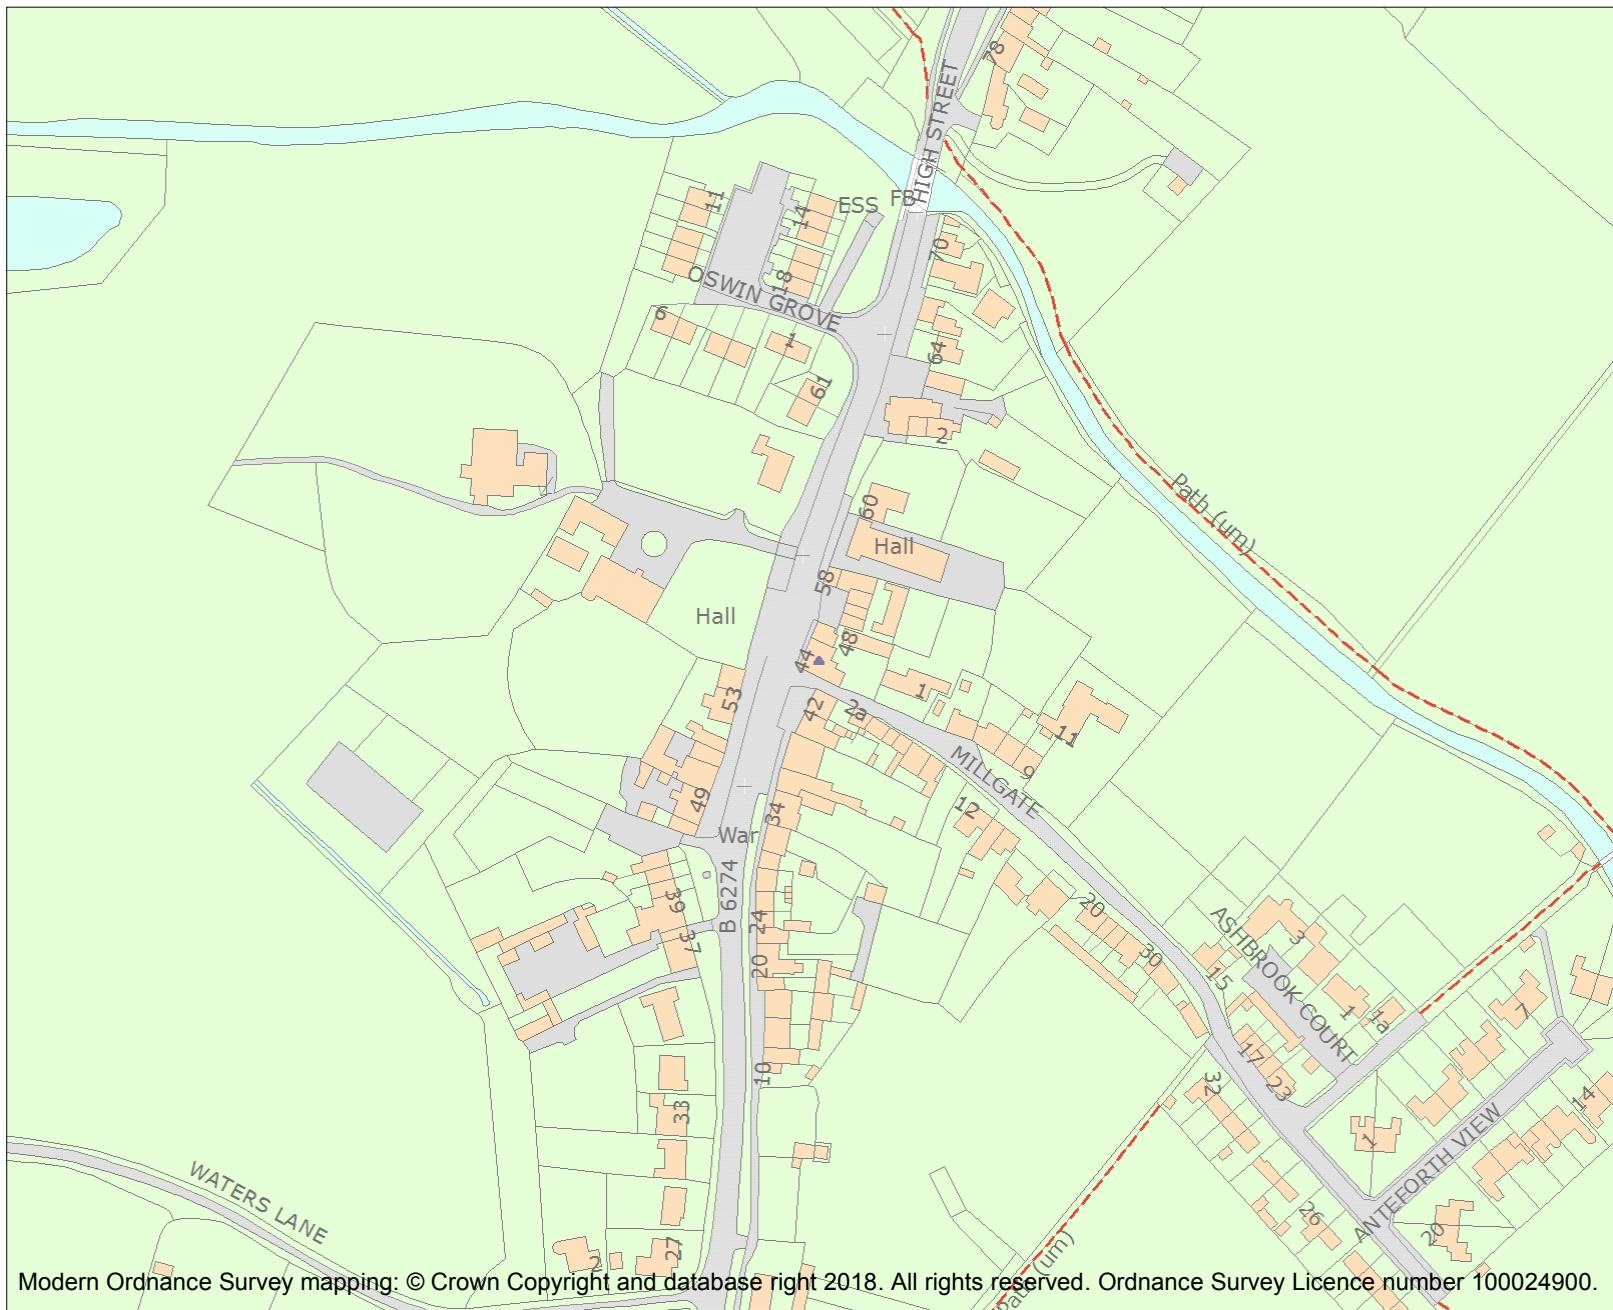 78
HIGH STREET
11
14
ESS
FB
18
70
OSWIN GROVE
6
1
64
61
2
60
Path (um)
Hall
58
Hall
48
44
53
1
42
2a
11
MILLGATE
9
49
34
12
War
B 6274
39
24
37
20
20
30
ASHBROOK COURT
3
15
1
1a
7
17
23
10
32
33
14
1
ANTEFORTH VIEW
WATERS LANE
26
20
27
2
Path (um)
Modern Ordnance Survey mapping: © Crown Copyright and database right 2018. All rights reserved. Ordnance Survey Licence number 100024900.